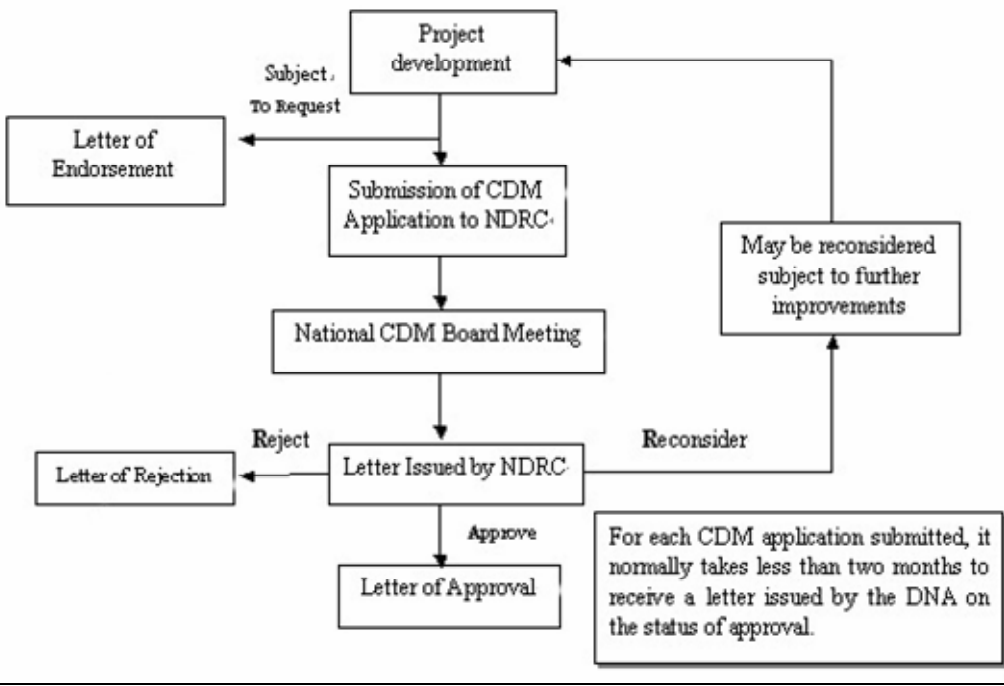 Project
development
Subject
To Request
Letter of
Endorsement
Submission of CDM
Application to NDRC
May be reconsidered
subject to further
improvements
National CDM Board Meeting
Reject
Reconsider
Letter of Rejection
Letter Issued by NDRC
Approve
Letter of Approval
For each CDM application submitted, it
normally takes less than two months to
receive a letter issued by the DNA on
the status of approval.